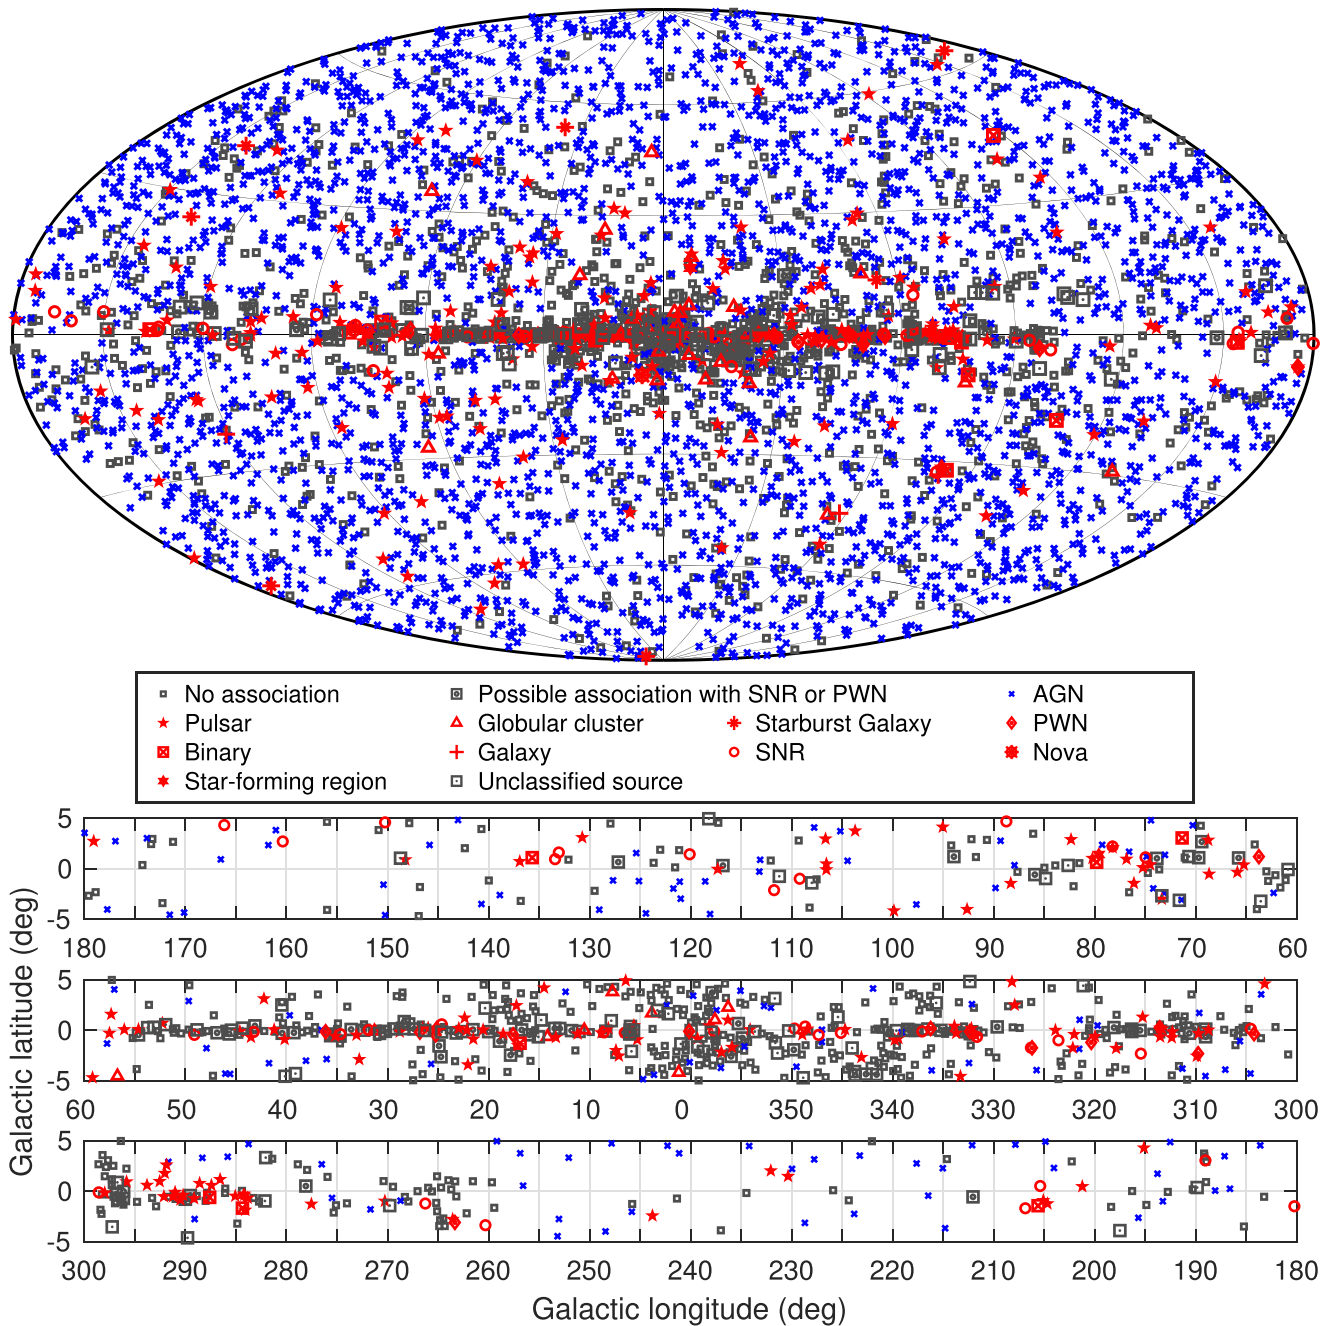 No association
Possible association with SNR or PWN
AGN
Pulsar
Globular cluster
Starburst Galaxy
PWN
Binary
Galaxy
SNR
Nova
Star-forming region
Unclassified source
Galactic latitude (deg)
5
0
-5
180 170 160 150 140 130 120 110 100 90 80 70 60
5
0
-5
60 50 40 30 20 10 0 350 340 330 320 310 300
5
0
-5
300 290 280 270 260 250 240 230 220 210 200 190 180
Galactic longitude (deg)